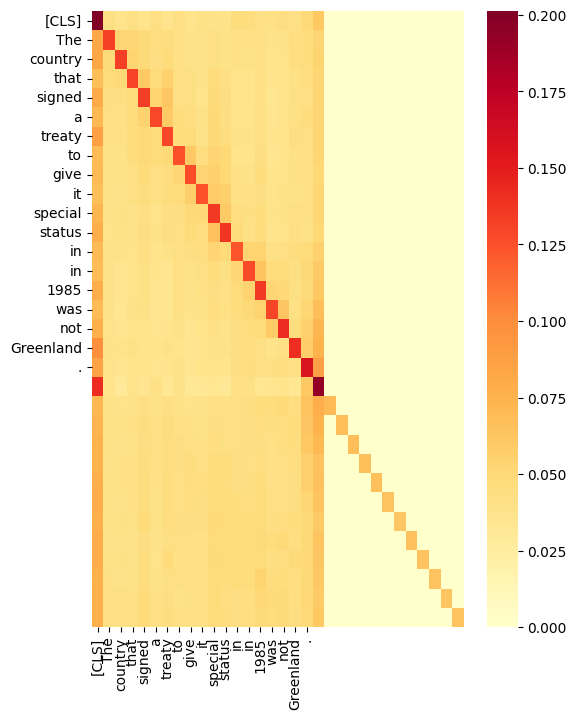 [CLS]
The
country
that
signed
a
treaty
to
give
it
special
status
in
in
1985
was
not
Greenland
.
0.200
0.175
0.150
0.125
0.100
0.075
0.050
0.025
0.000
[CLS]
The
country
that
signed
a
treaty
to
give
it
special
status
in
in
1985
was
not
Greenland
.